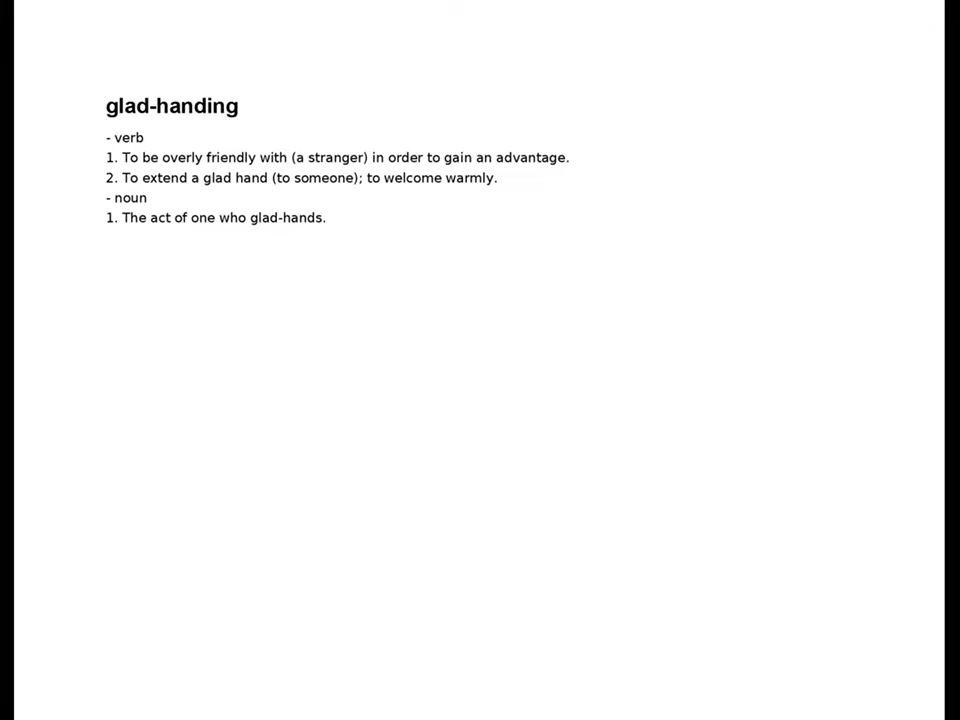 glad-handing
- verb
1. To be overly friendly with (a stranger) in order to gain an advantage.
2. To extend a glad hand (to someone); to welcome warmly.
- noun
1. The act of one who glad-hands.